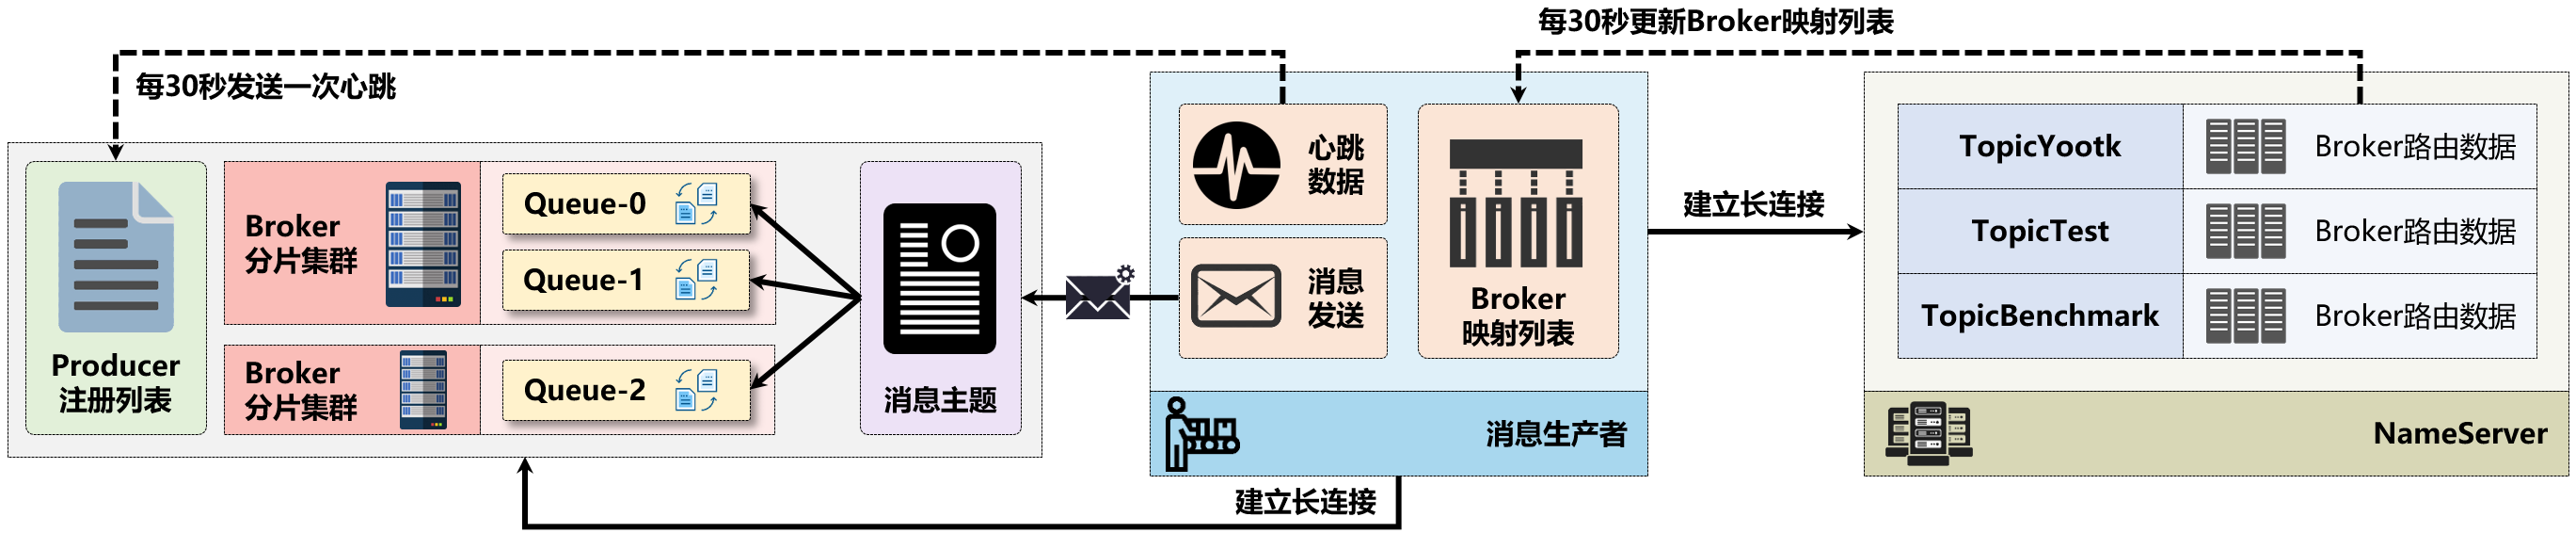 每30秒更新Broker映射列表
每30秒发送一次心跳
Producer
注册列表
Broker
分片集群
Queue-0
Queue-1
Broker
分片集群
Queue-2
消息主题
心跳
数据
消息
发送
Broker
映射列表
消息生产者
建立长连接
建立长连接
TopicYootk
Broker路由数据
TopicTest
Broker路由数据
TopicBenchmark
Broker路由数据
NameServer